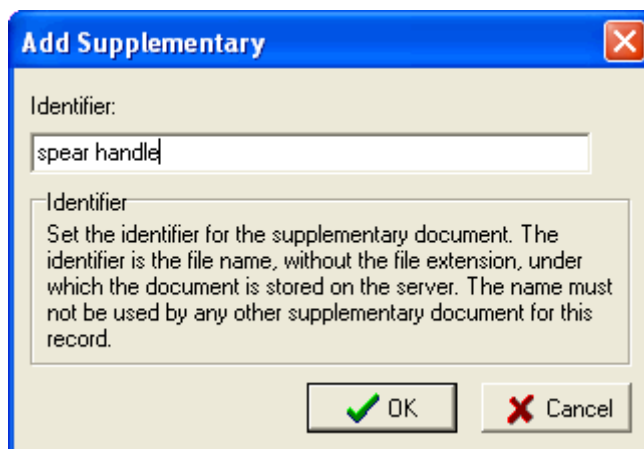 Add Supplementary
Identifier:
spear handle
Identifier
Set the identifier for the supplementary document. The
identifier is the file name, without the file extension, under
which the document is stored on the server. The name must
not be used by any other supplementary document for this
record.
OK
Cancel